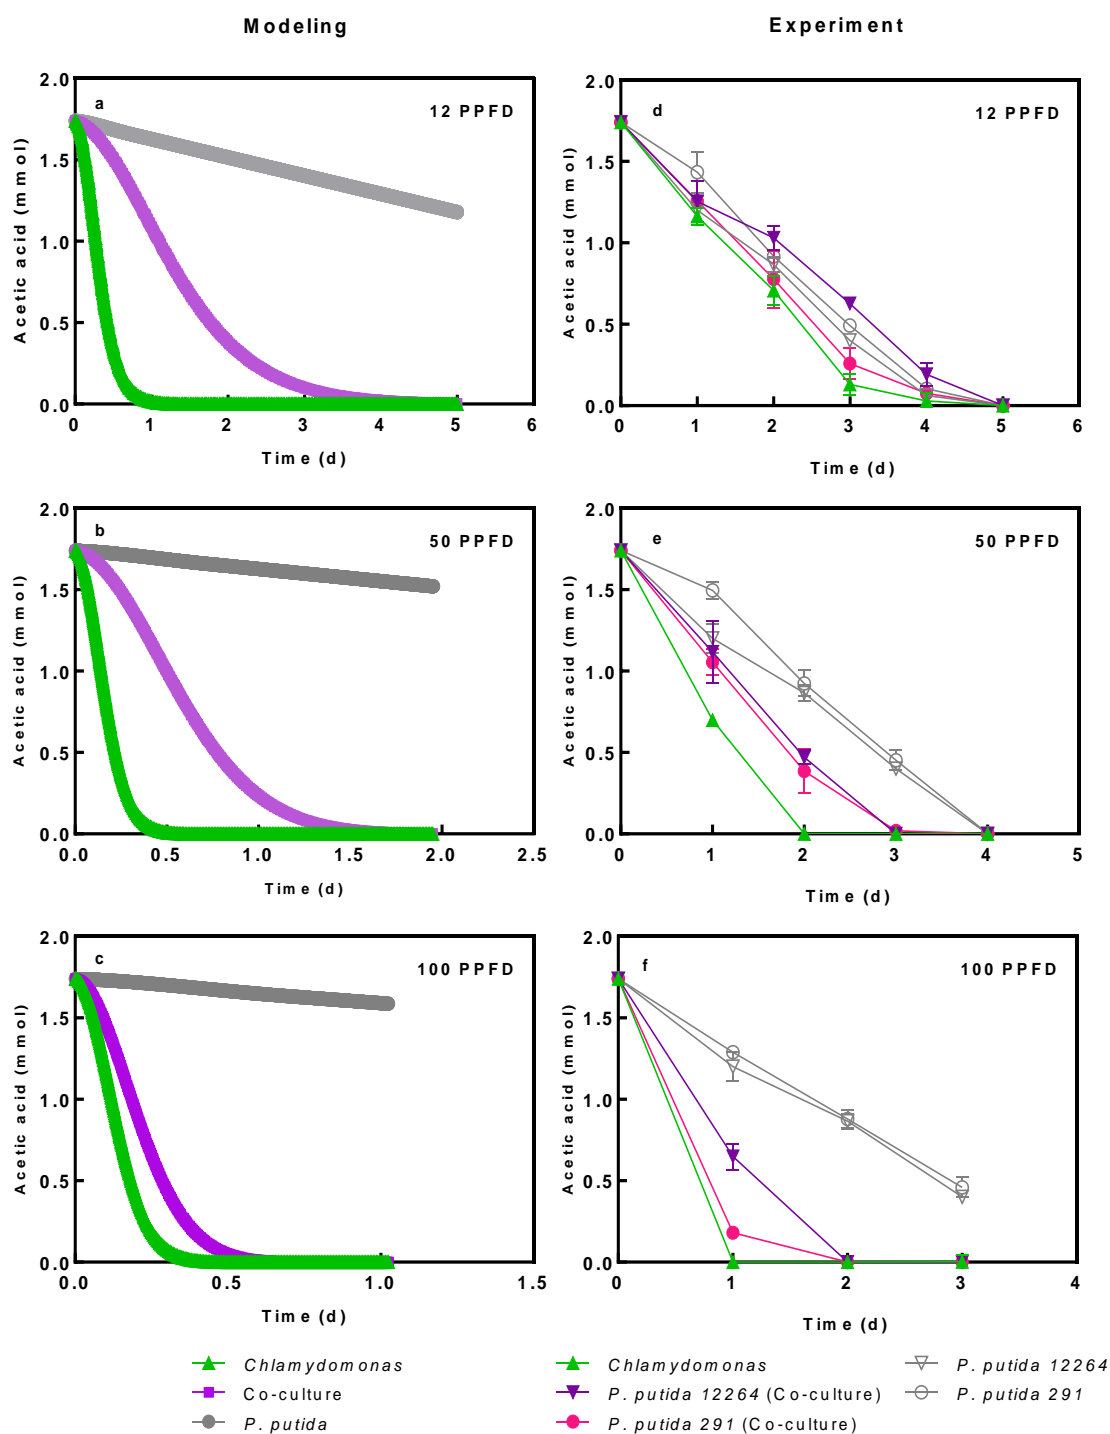 Modeling
Experiment
2.0
1.5
1.0
0.5
0.0
Acetic acid (mmol)
a
12 PPFD
0 1 2 3 4 5 6
Time (d)
2.0
1.5
1.0
0.5
0.0
Acetic acid (mmol)
d
12 PPFD
0 1 2 3 4 5 6
Time (d)
2.0
1.5
1.0
0.5
0.0
Acetic acid (mmol)
b
50 PPFD
0.0 0.5 1.0 1.5 2.0 2.5
Time (d)
2.0
1.5
1.0
0.5
0.0
Acetic acid (mmol)
e
50 PPFD
0 1 2 3 4 5
Time (d)
2.0
1.5
1.0
0.5
0.0
Acetic acid (mmol)
c
100 PPFD
0.0 0.5 1.0 1.5
Time (d)
2.0
1.5
1.0
0.5
0.0
Acetic acid (mmol)
f
100 PPFD
0 1 2 3 4
Time (d)
Chlamydomonas
Co-culture
P. putida
Chlamydomonas
P. putida 12264 (Co-culture)
P. putida 291 (Co-culture)
P. putida 12264
P. putida 291